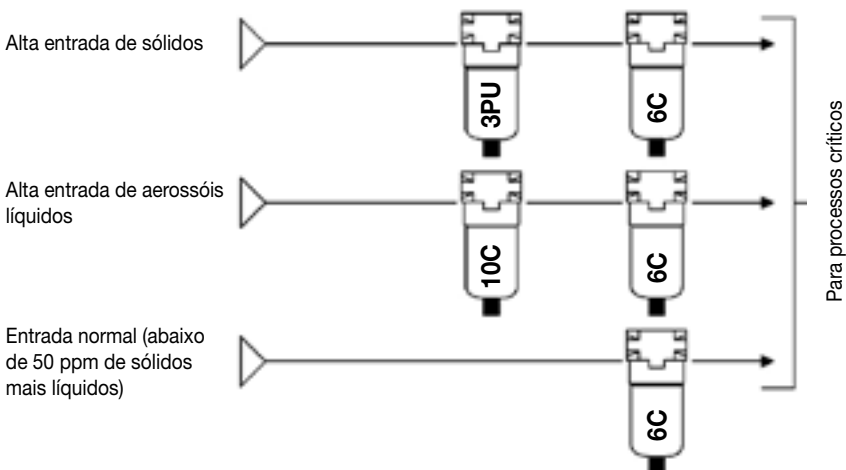 Alta entrada de sólidos
3PU
6C
Alta entrada de aerossóis
líquidos
10C
6C
Entrada normal (abaixo
de 50 ppm de sólidos
mais líquidos)
6C
Para processos críticos